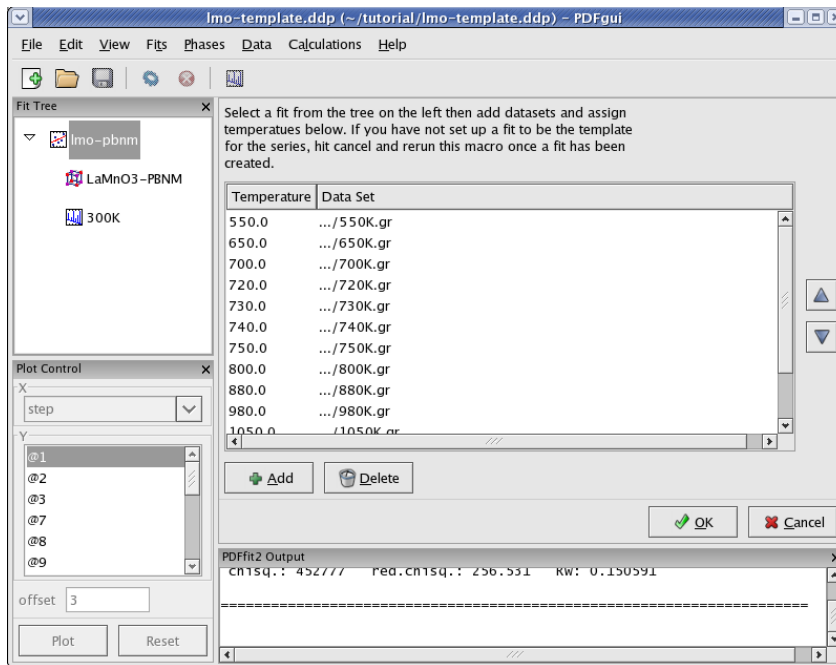 lmo-template.ddp (~/tutorial/lmo-template.ddp) - PDFgui
File Edit View Fits Phases Data Calculations Help
Fit Tree
lmo-pbnm
LaMnO3-PBNM
300K
Plot Control
X
step
Y
@1
@2
@3
@7
@8
@9
offset 3
Plot Reset
Select a fit from the tree on the left then add datasets and assign
temperatues below. If you have not set up a fit to be the template
for the series, hit cancel and rerun this macro once a fit has been
created.
Temperature Data Set
550.0 .../550K.gr
650.0 .../650K.gr
700.0 .../700K.gr
720.0 .../720K.gr
730.0 .../730K.gr
740.0 .../740K.gr
750.0 .../750K.gr
800.0 .../800K.gr
880.0 .../880K.gr
980.0 .../980K.gr
1050.0 .../1050K.gr
Add Delete
OK Cancel
PDFfit2 Output
chisq.: 452777 red.chisq.: 256.531 Rw: 0.150591
======================================================================